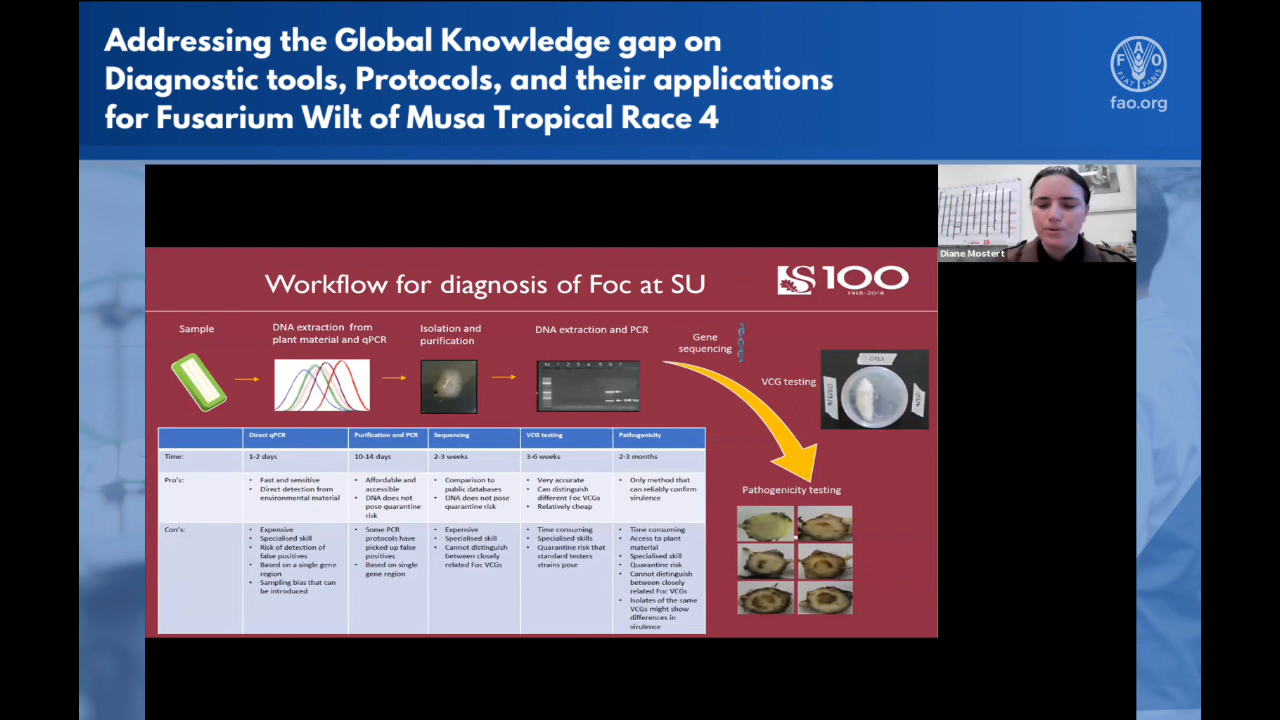 Addressing the Global Knowledge gap on
Diagnostic tools, Protocols, and their applications
for Fusarium Wilt of Musa Tropical Race 4
FAO
FIAT PANIS
fao.org
Diane Mostert
Workflow for diagnosis of Foc at SU
S100
1918-2018
Sample
DNA extraction from
plant material and qPCR
Isolation and
purification
DNA extraction and PCR
Gene
sequencing
VCG testing
Pathogenicity testing
Direct qPCR
Purification and PCR
Sequencing
VCG testing
Pathogenicity
Time:
1-2 days
10-14 days
2-3 weeks
3-6 weeks
2-3 months
Pro's:
• Fast and sensitive
• Direct detection from
environmental material
• Affordable and
accessible
• DNA does not
pose quarantine
risk
• Comparison to
public databases
• DNA does not pose
quarantine risk
• Very accurate
• Can distinguish
different Foc VCGs
• Relatively cheap
• Only method that
can reliably confirm
virulence
Con's:
• Expensive
• Specialised skill
• Risk of detection of
false positives
• Based on a single gene
region
• Sampling bias that can
be introduced
• Some PCR
protocols have
picked up false
positives
• Based on single
gene region
• Expensive
• Specialised skill
• Cannot distinguish
between closely
related Foc VCGs
• Time consuming
• Specialised skills
• Quarantine risk that
standard testers
strains pose
• Time consuming
• Access to plant
material
• Specialised skill
• Quarantine risk
• Cannot distinguish
between closely
related Foc VCGs
• Isolates of the same
VCGs might show
differences in
virulence